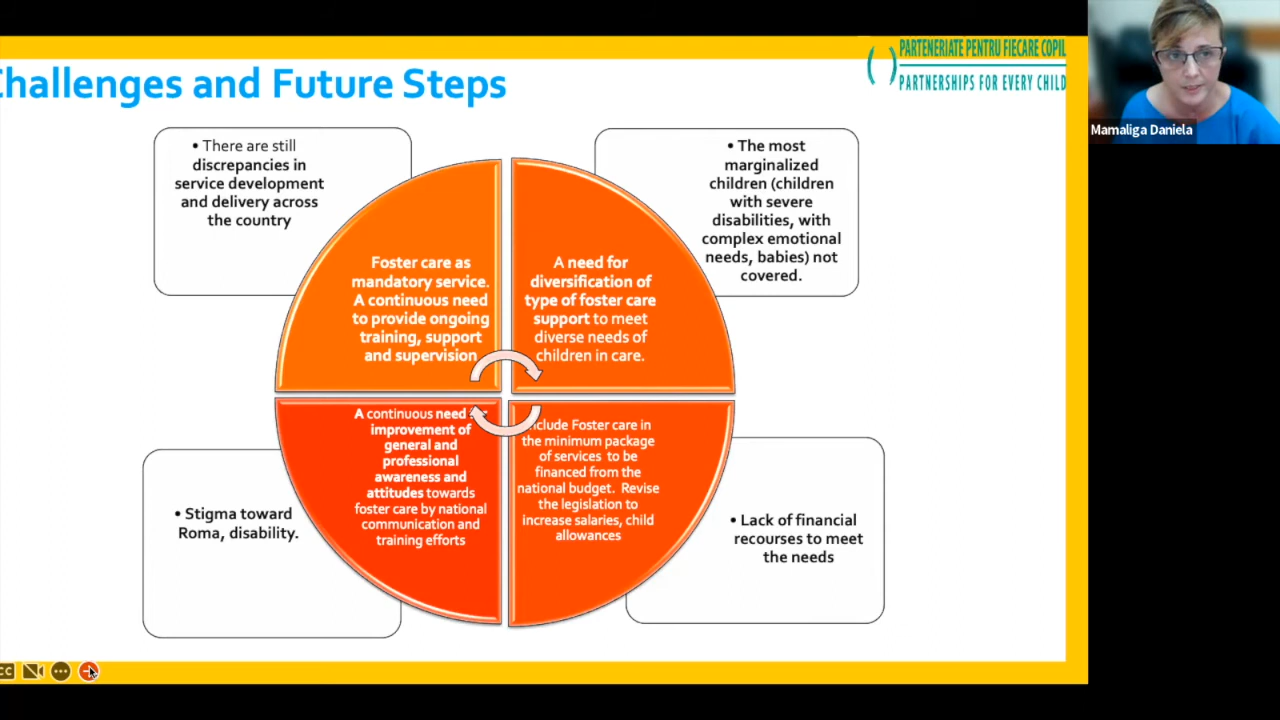 Challenges and Future Steps
PARTENERIATE PENTRU FIECARE COPIL
PARTNERSHIPS FOR EVERY CHILD
Mamaliga Daniela
• There are still
discrepancies in
service development
and delivery across
the country
• The most
marginalized
children (children
with severe
disabilities, with
complex emotional
needs, babies) not
covered.
Foster care as
mandatory service.
A continuous need
to provide ongoing
training, support
and supervision
A need for
diversification of
type of foster care
support to meet
diverse needs of
children in care.
A continuous need
improvement of
general and
professional
awareness and
attitudes towards
foster care by national
communication and
training efforts
Include Foster care in
the minimum package
of services to be
financed from the
national budget. Revise
the legislation to
increase salaries, child
allowances
• Stigma toward
Roma, disability.
• Lack of financial
recourses to meet
the needs
CC